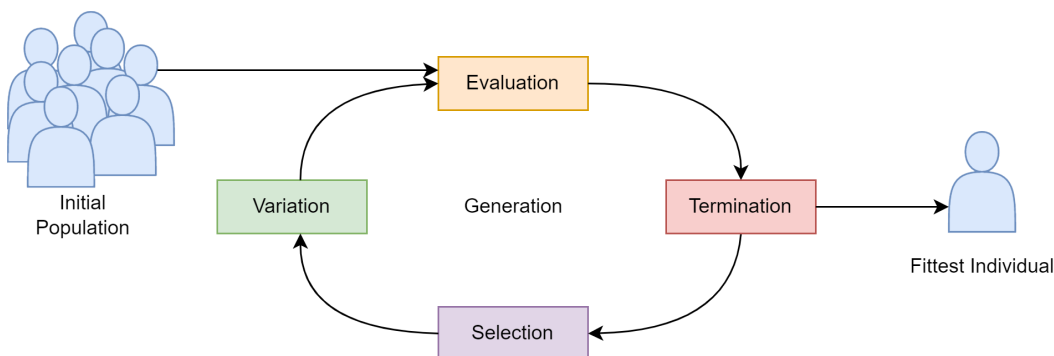 Evaluation
Initial
Population
Variation
Generation
Termination
Fittest Individual
Selection